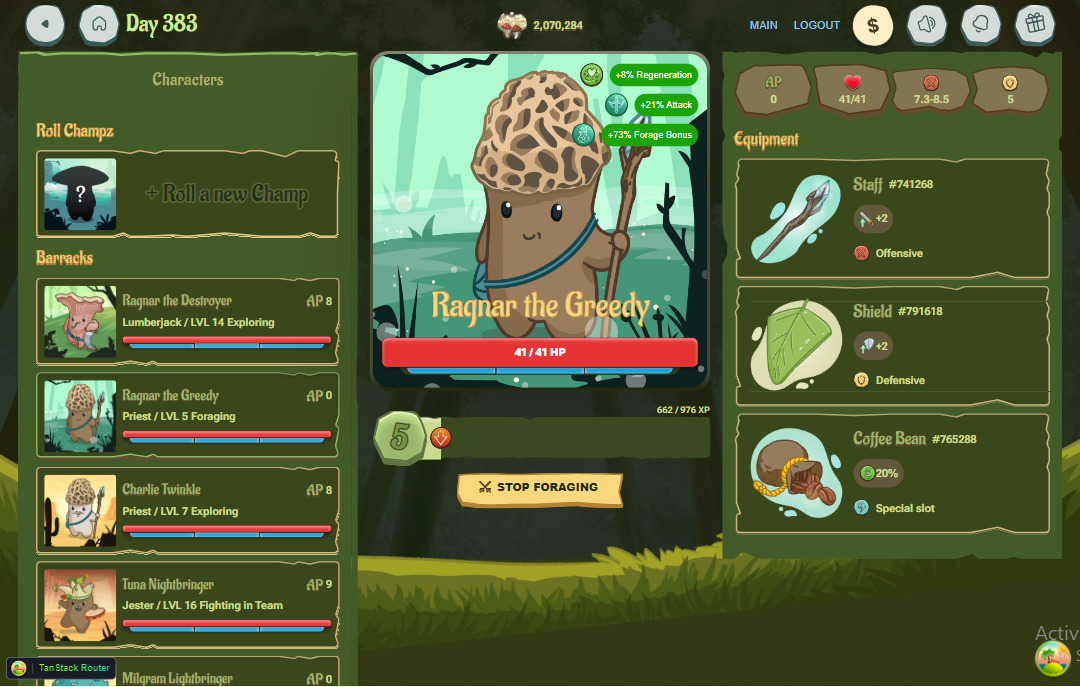 Day 383
2,070,284
MAIN
LOGOUT
$
Characters
Roll Champz
?
+ Roll a new Champ
Barracks
Ragnar the Destroyer
AP 8
Lumberjack / LVL 14 Exploring
Ragnar the Greedy
AP 0
Priest / LVL 5 Foraging
Charlie Twinkle
AP 8
Priest / LVL 7 Exploring
Tuna Nightbringer
AP 9
Jester / LVL 16 Fighting in Team
Milgram Lightbringer
AP 0
TanStack Router
+8% Regeneration
+21% Attack
+73% Forage Bonus
Ragnar the Greedy
41 / 41 HP
662 / 976 XP
5
STOP FORAGING
AP
0
41/41
7.3-8.5
5
Equipment
Staff #741268
+2
Offensive
Shield #791618
+2
Defensive
Coffee Bean #765288
20%
Special slot
Activ
S